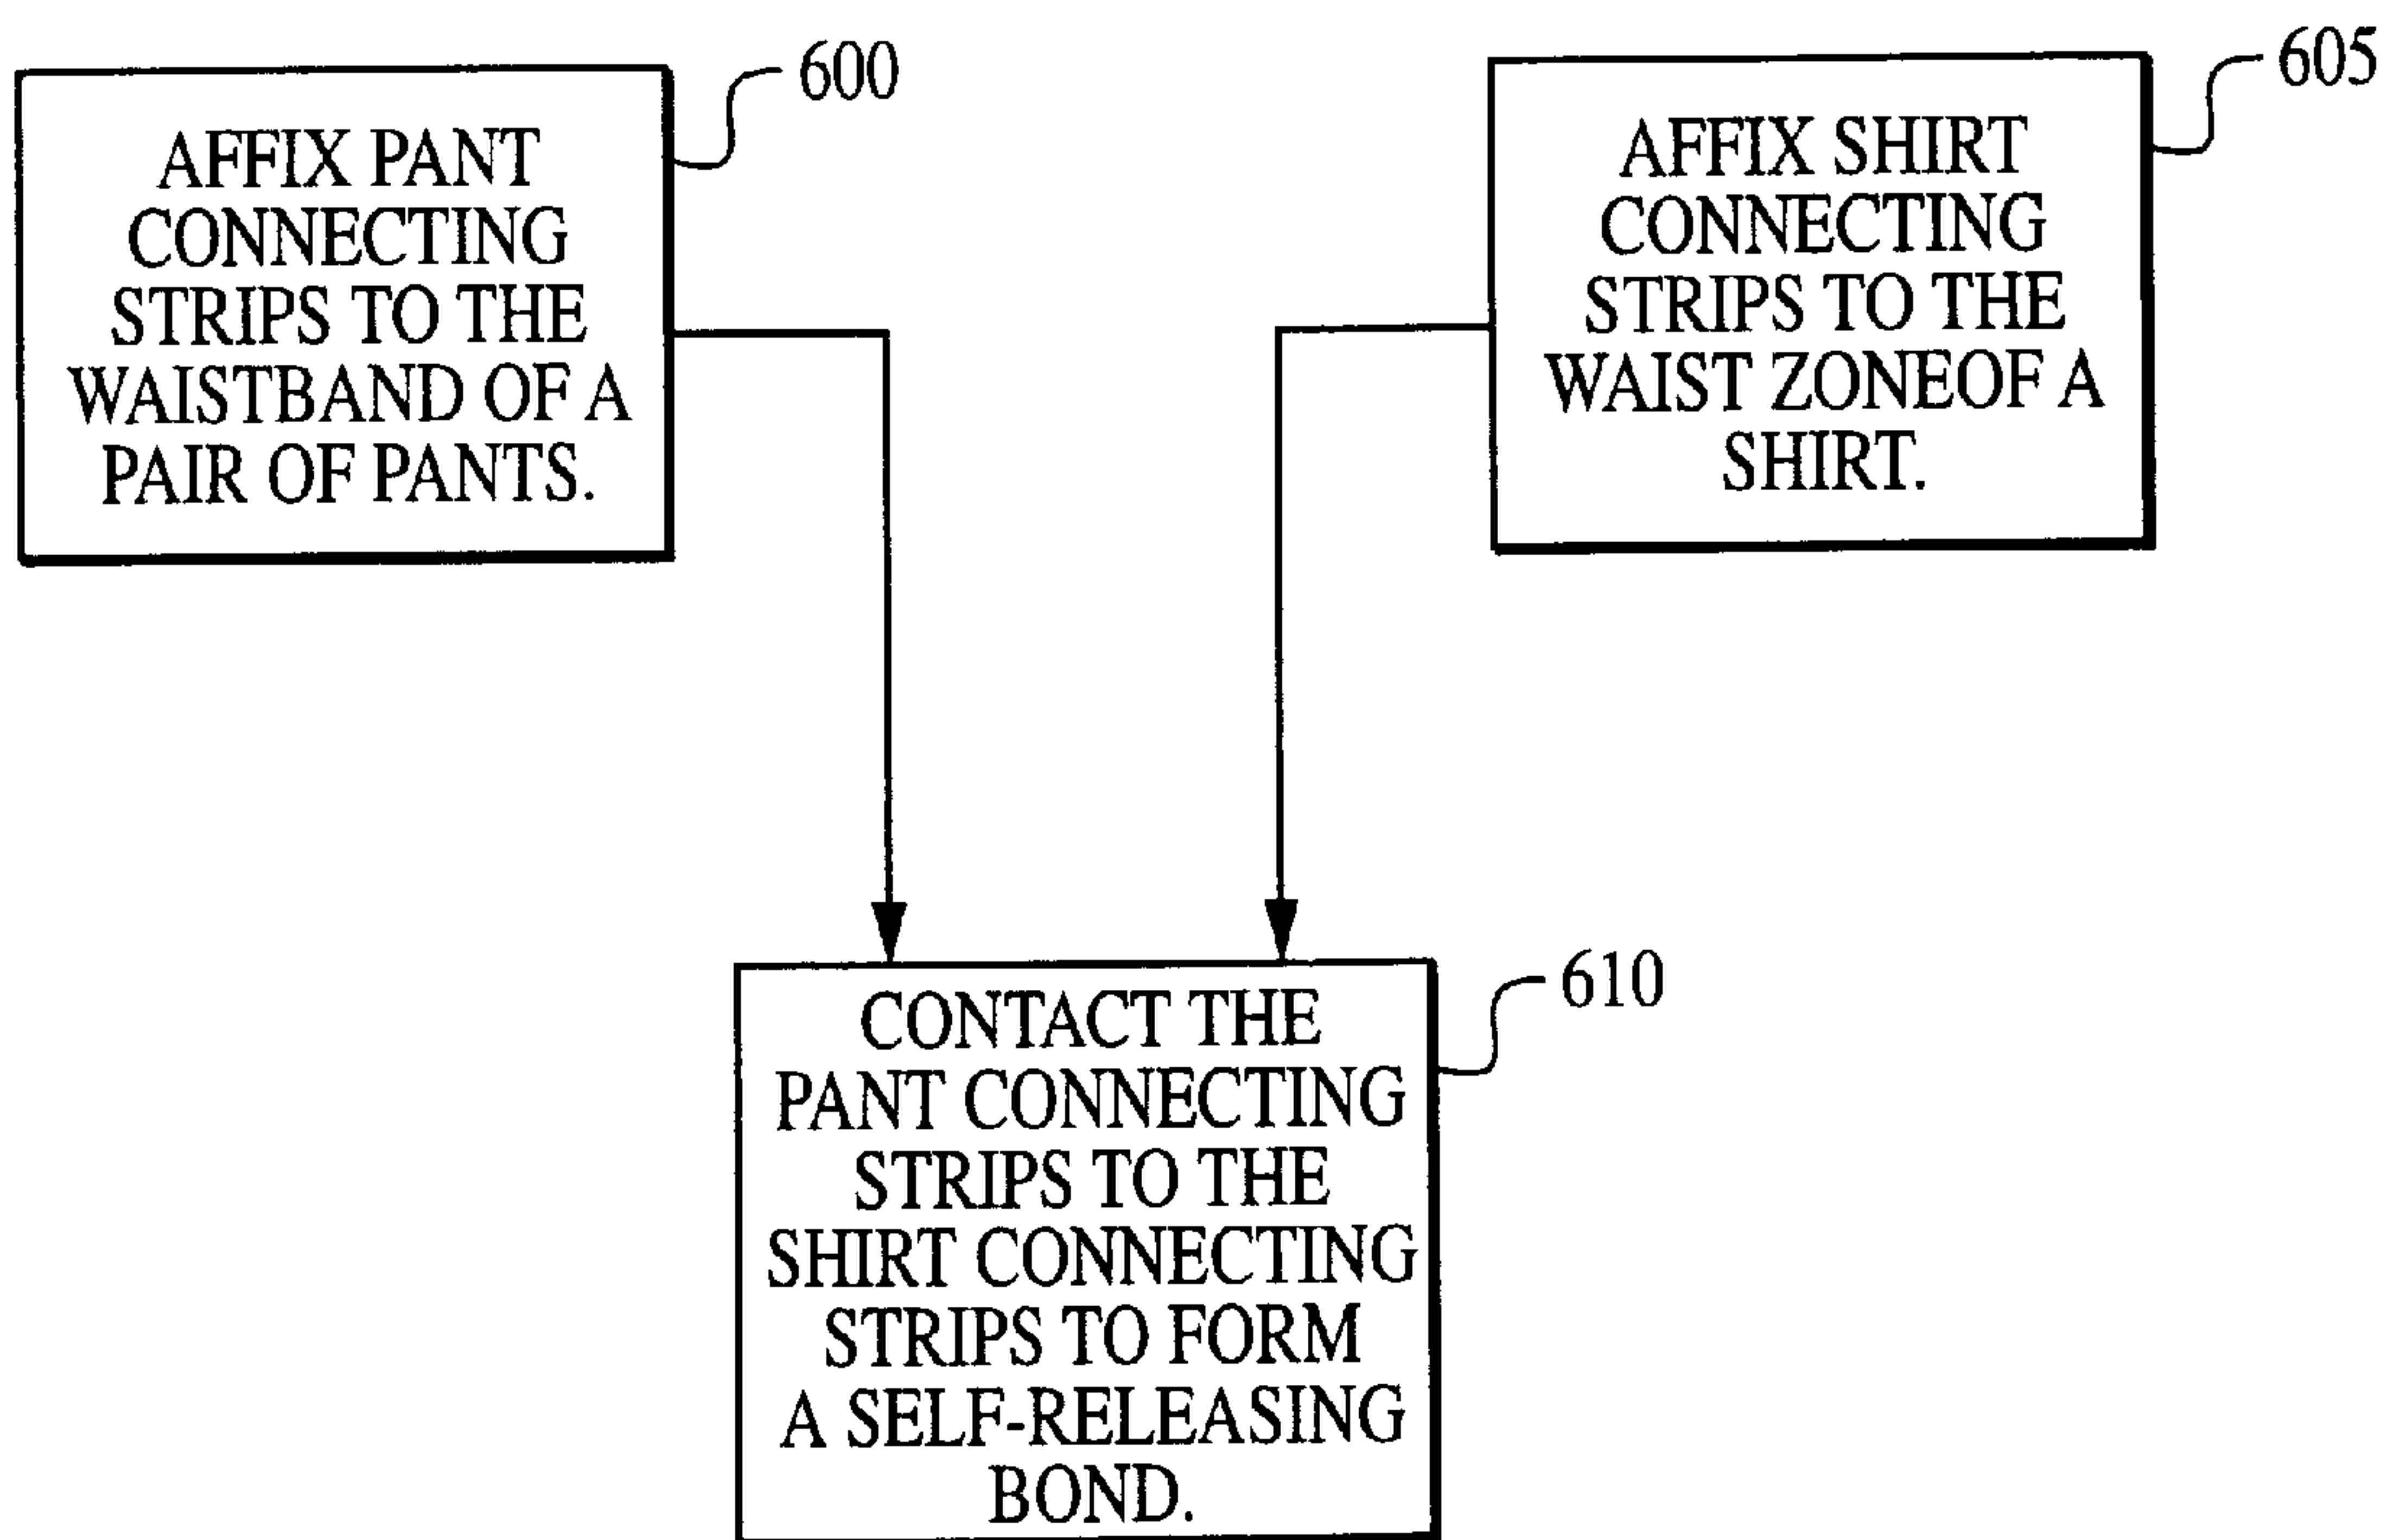 600
AFFIX PANT
CONNECTING
STRIPS TO THE
WAISTBAND OF A
PAIR OF PANTS.
605
AFFIX SHIRT
CONNECTING
STRIPS TO THE
WAIST ZONEOF A
SHIRT.
610
CONTACT THE
PANT CONNECTING
STRIPS TO THE
SHIRT CONNECTING
STRIPS TO FORM
A SELF-RELEASING
BOND.